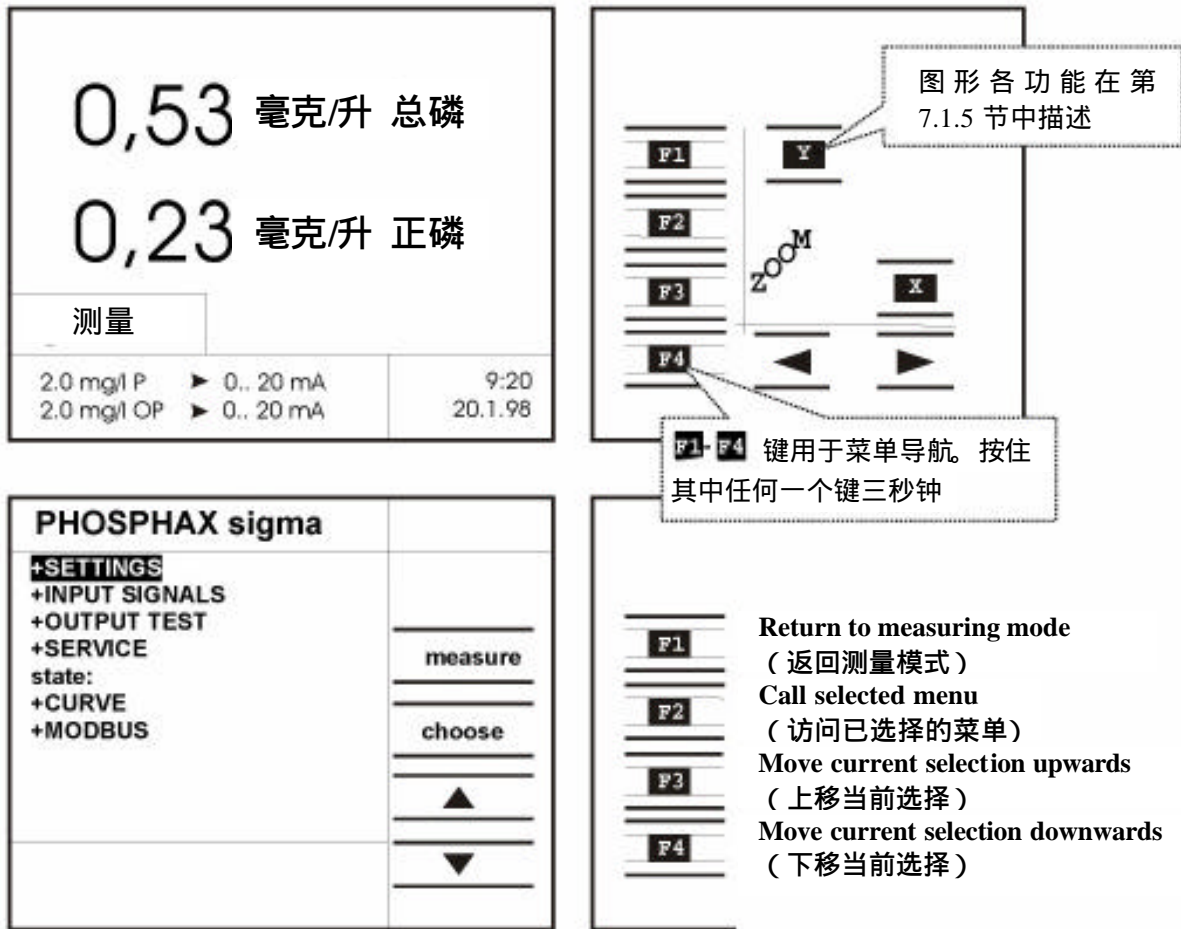 0,53 毫克/升 总磷
0,23 毫克/升 正磷
测量
2.0 mg/l P ► 0.. 20 mA 9:20
2.0 mg/l OP ► 0.. 20 mA 20.1.98
图形各功能在第
7.1.5 节中描述
F1
Y
F2
ZOOM
F3
X
F4
◄ ►
F1-F4 键用于菜单导航。按住
其中任何一个键三秒钟
PHOSPHAX sigma
+SETTINGS
+INPUT SIGNALS
+OUTPUT TEST
+SERVICE
state:
+CURVE
+MODBUS
measure
choose
▲
▼
F1
Return to measuring mode
（返回测量模式）
F2
Call selected menu
（访问已选择的菜单）
F3
Move current selection upwards
（上移当前选择）
F4
Move current selection downwards
（下移当前选择）